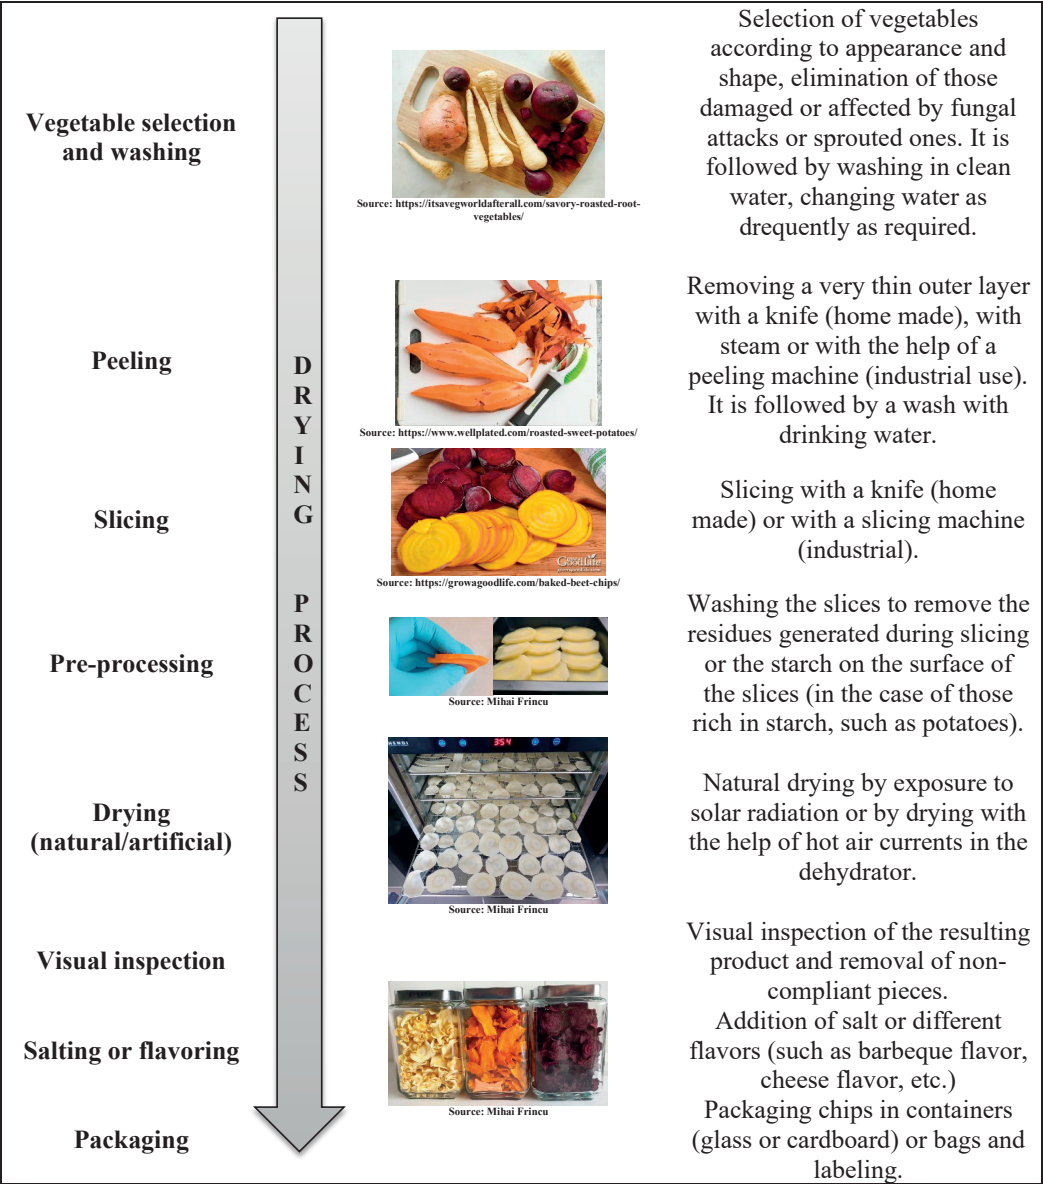 Vegetable selection
and washing
Source: https://itsavegworldafterall.com/savory-roasted-root-
vegetables/
Selection of vegetables
according to appearance and
shape, elimination of those
damaged or affected by fungal
attacks or sprouted ones. It is
followed by washing in clean
water, changing water as
drequently as required.
DRYING PROCESS
Peeling
Source: https://www.wellplated.com/roasted-sweet-potatoes/
Removing a very thin outer layer
with a knife (home made), with
steam or with the help of a
peeling machine (industrial use).
It is followed by a wash with
drinking water.
Slicing
GoodLife
Source: https://growagoodlife.com/baked-beet-chips/
Slicing with a knife (home
made) or with a slicing machine
(industrial).
Pre-processing
Source: Mihai Frincu
Washing the slices to remove the
residues generated during slicing
or the starch on the surface of
the slices (in the case of those
rich in starch, such as potatoes).
Drying
(natural/artificial)
3:54
Source: Mihai Frincu
Natural drying by exposure to
solar radiation or by drying with
the help of hot air currents in the
dehydrator.
Visual inspection
Visual inspection of the resulting
product and removal of non-
compliant pieces.
Salting or flavoring
Source: Mihai Frincu
Addition of salt or different
flavors (such as barbeque flavor,
cheese flavor, etc.)
Packaging
Packaging chips in containers
(glass or cardboard) or bags and
labeling.